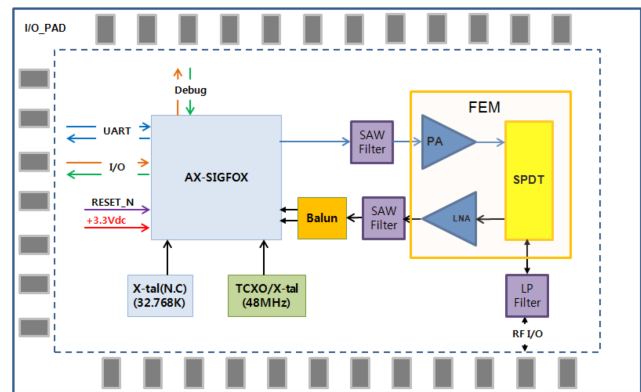 I/O_PAD
Debug
FEM
UART
SAW
Filter
PA
I/O
AX-SIGFOX
SPDT
RESET_N
+3.3Vdc
Balun
SAW
Filter
LNA
X-tal(N.C)
(32.768K)
TCXO/X-tal
(48MHz)
LP
Filter
RF I/O